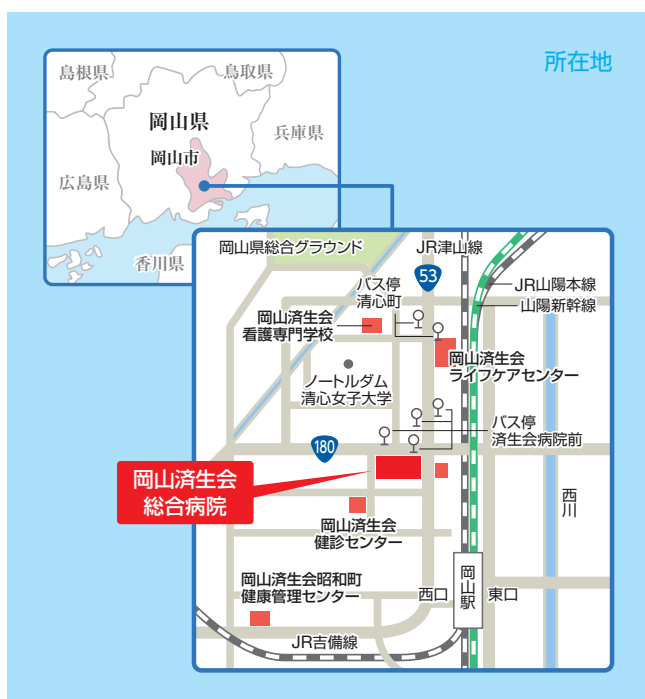 所在地
島根県
鳥取県
岡山県
兵庫県
岡山市
広島県
香川県
岡山県総合グラウンド
JR津山線
53
バス停
清心町
JR山陽本線
山陽新幹線
岡山済生会
看護専門学校
岡山済生会
ライフケアセンター
ノートルダム
清心女子大学
バス停
済生会病院前
180
岡山済生会
総合病院
西川
岡山済生会
健診センター
岡山済生会昭和町
健康管理センター
西口
岡山駅
東口
JR吉備線